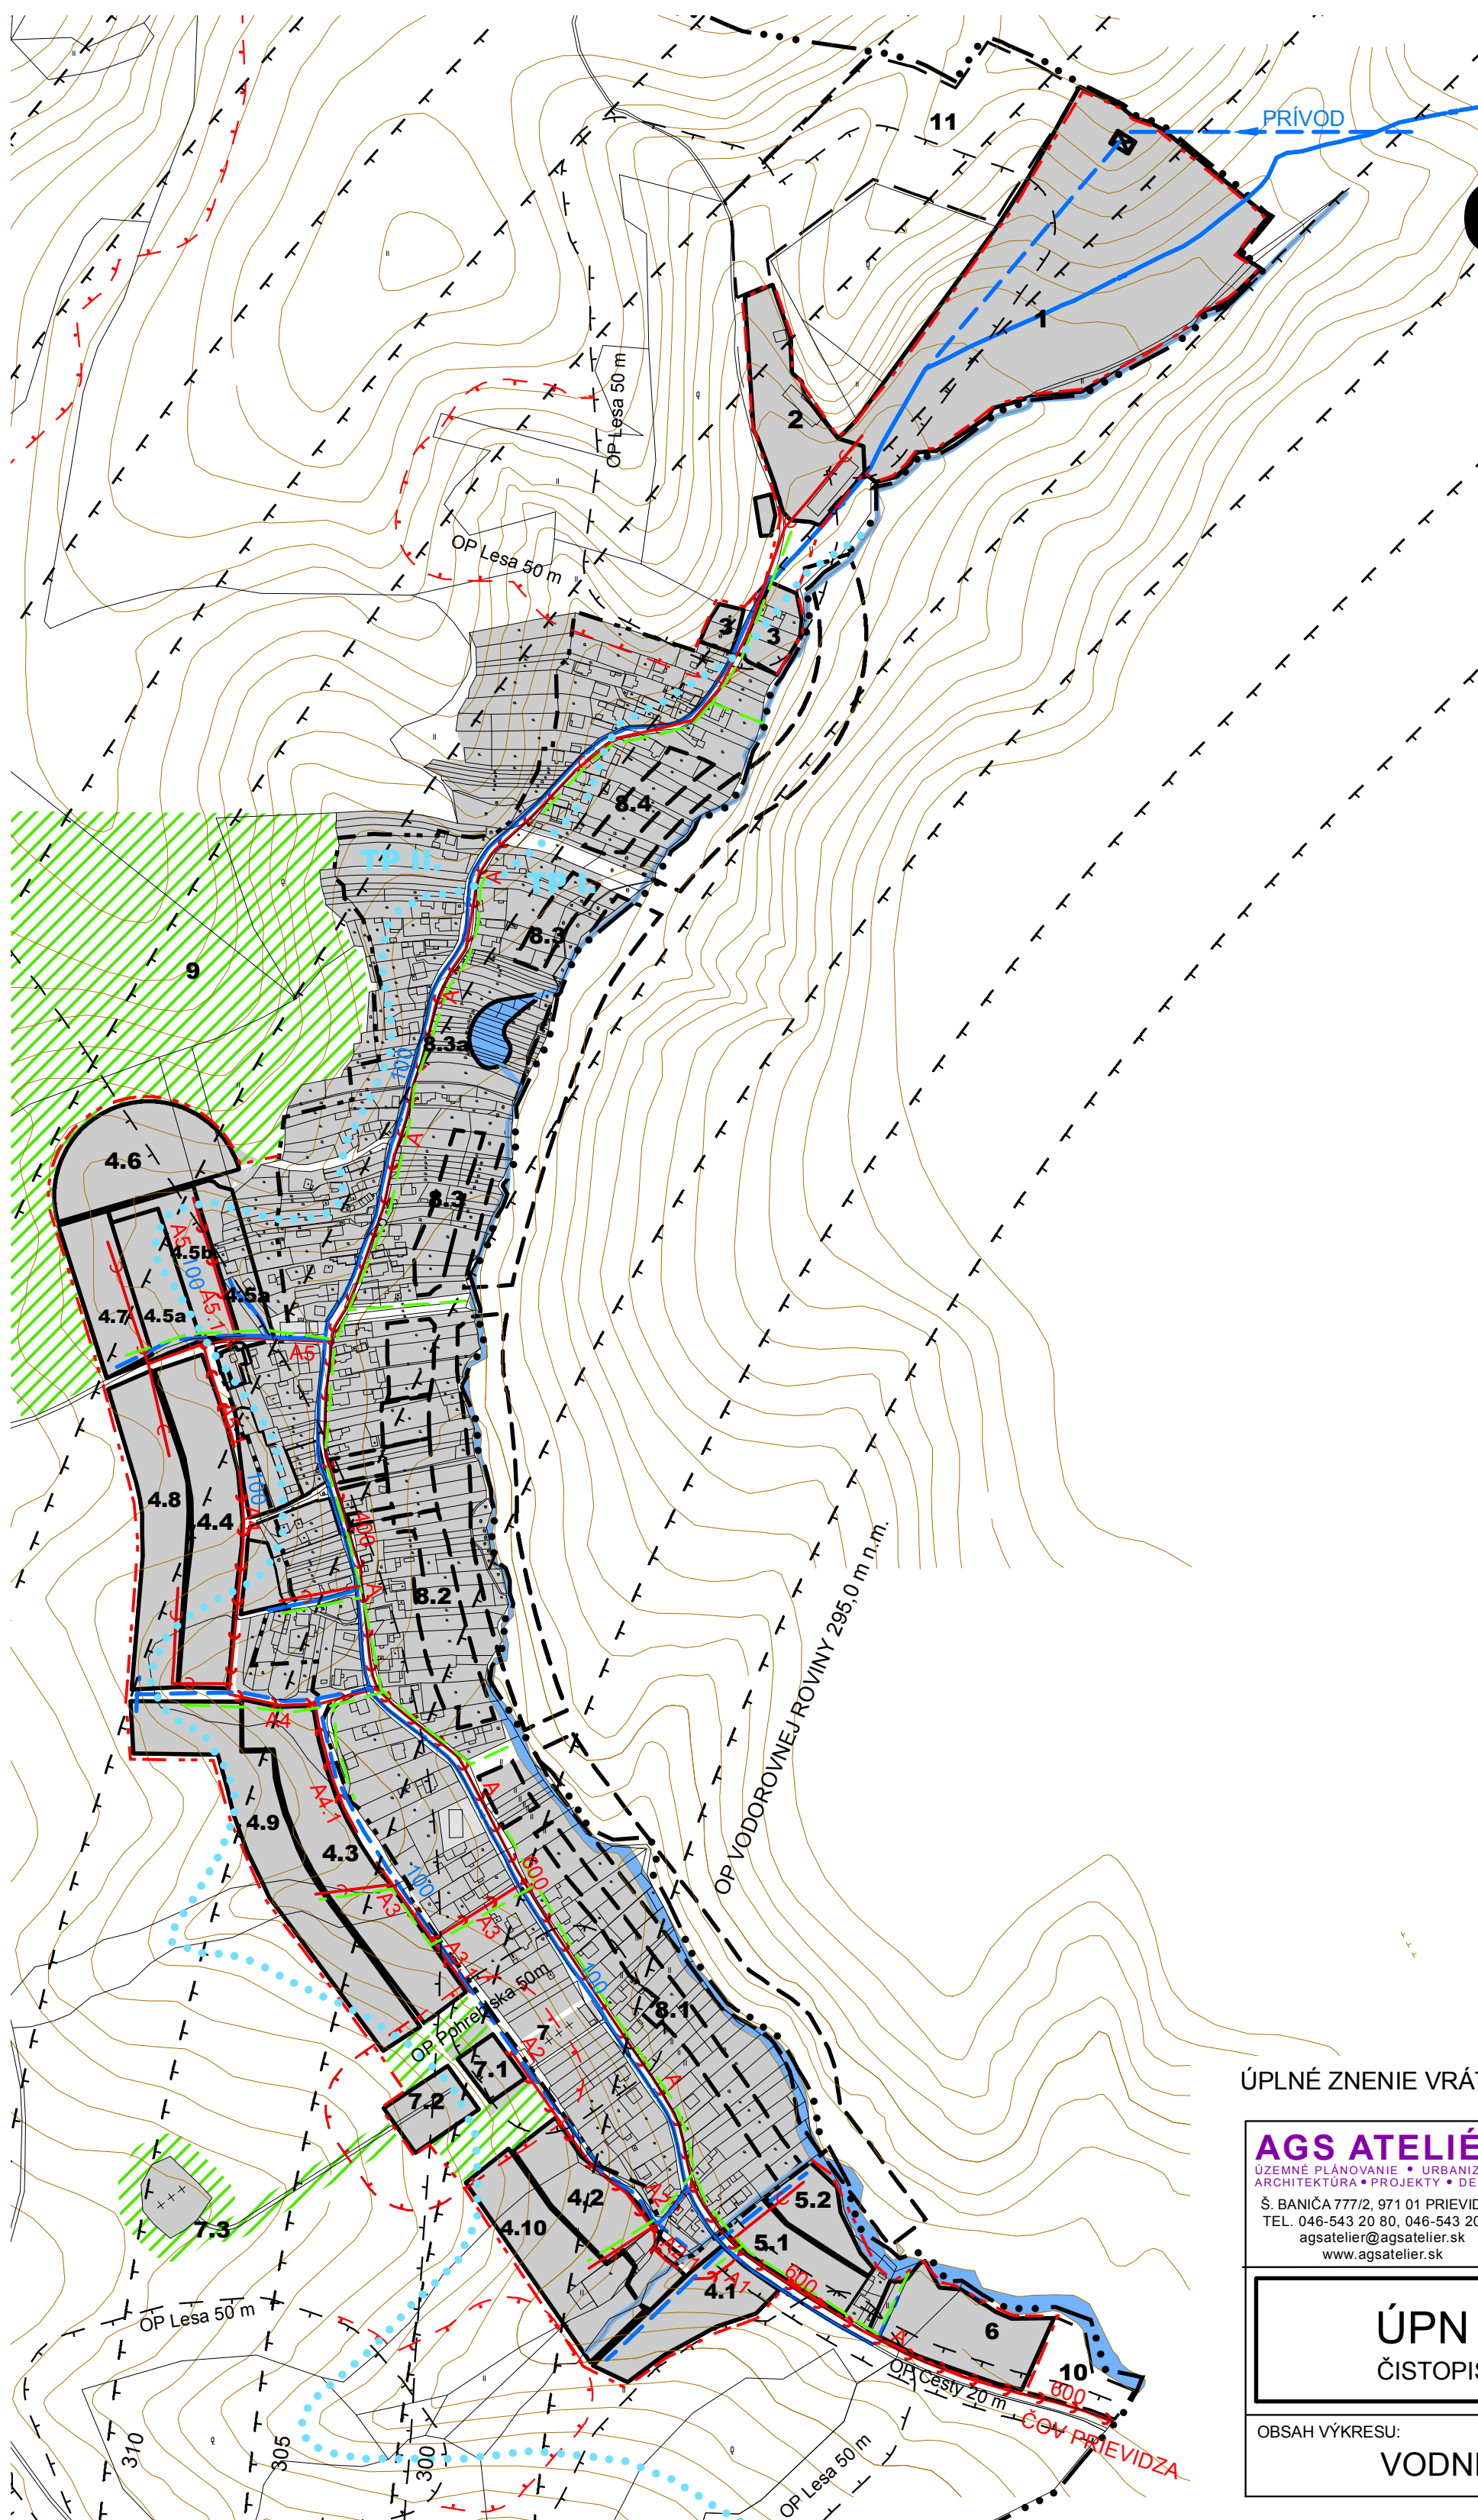 PRÍVOD
11
1
2
OP Lesa 50 m
OP Lesa 50 m
3
3
8.4
TP II.
TP I.
A
8.3
9
A
8.3a
100
A
4.6
8.3
A5
4.5b
100
A5.1
4.5a
4.7
4.5a
A5
4.8
4.4
100
400
A
8.2
OP VODOROVNEJ ROVINY 295,0 m n.m.
A4
A4.1
A
4.9
4.3
600
100
A3
A3
100
OP Pohrebiska 50m
8.1
7
A2
7.1
7.2
A
ÚPLNÉ ZNENIE
AGS ATELIÉ
ÚZEMNÉ PLÁNOVANIE • URBANIZ
ARCHITEKTÚRA • PROJEKTY • DE
Š. BANIČA 777/2, 971 01 PRIEVID
TEL. 046-543 20 80, 046-543 20
agsatelier@agsatelier.sk
www.agsatelier.sk
4.2
5.2
7.3
4.10
5.1
4.1
A1
600
6
A
OP Lesa 50 m
OP Cesty 20 m
10
600
ČOV PRIEVIDZA
ÚPN
ČISTOPIS
OBSAH VÝKRESU:
VODN
310
305
300
OP Lesa 50 m